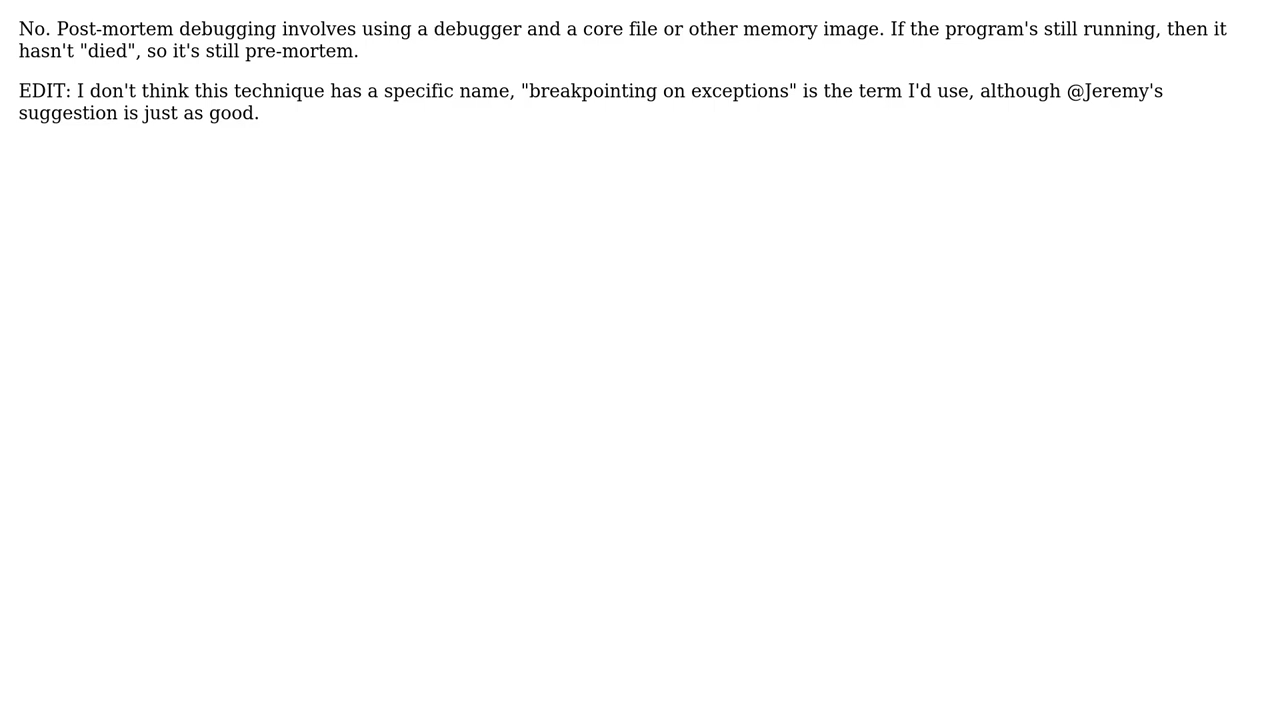 No. Post-mortem debugging involves using a debugger and a core file or other memory image. If the program's still running, then it
hasn't "died", so it's still pre-mortem.
EDIT: I don't think this technique has a specific name, "breakpointing on exceptions" is the term I'd use, although @Jeremy's
suggestion is just as good.